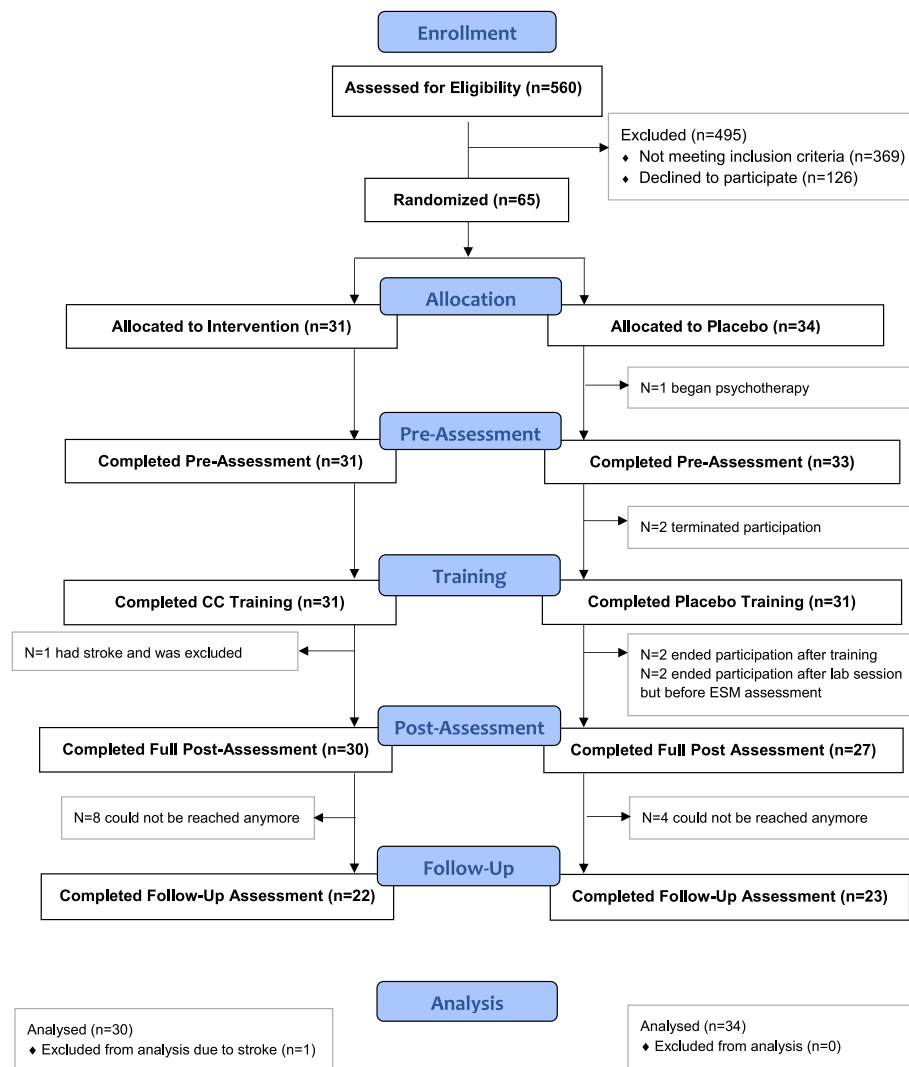 Enrollment
Assessed for Eligibility (n=560)
Excluded (n=495)
♦ Not meeting inclusion criteria (n=369)
♦ Declined to participate (n=126)
Randomized (n=65)
Allocation
Allocated to Intervention (n=31)
Allocated to Placebo (n=34)
N=1 began psychotherapy
Pre-Assessment
Completed Pre-Assessment (n=31)
Completed Pre-Assessment (n=33)
N=2 terminated participation
Training
Completed CC Training (n=31)
Completed Placebo Training (n=31)
N=1 had stroke and was excluded
N=2 ended participation after training
N=2 ended participation after lab session
but before ESM assessment
Post-Assessment
Completed Full Post-Assessment (n=30)
Completed Full Post Assessment (n=27)
N=8 could not be reached anymore
N=4 could not be reached anymore
Follow-Up
Completed Follow-Up Assessment (n=22)
Completed Follow-Up Assessment (n=23)
Analysis
Analysed (n=30)
♦ Excluded from analysis due to stroke (n=1)
Analysed (n=34)
♦ Excluded from analysis (n=0)